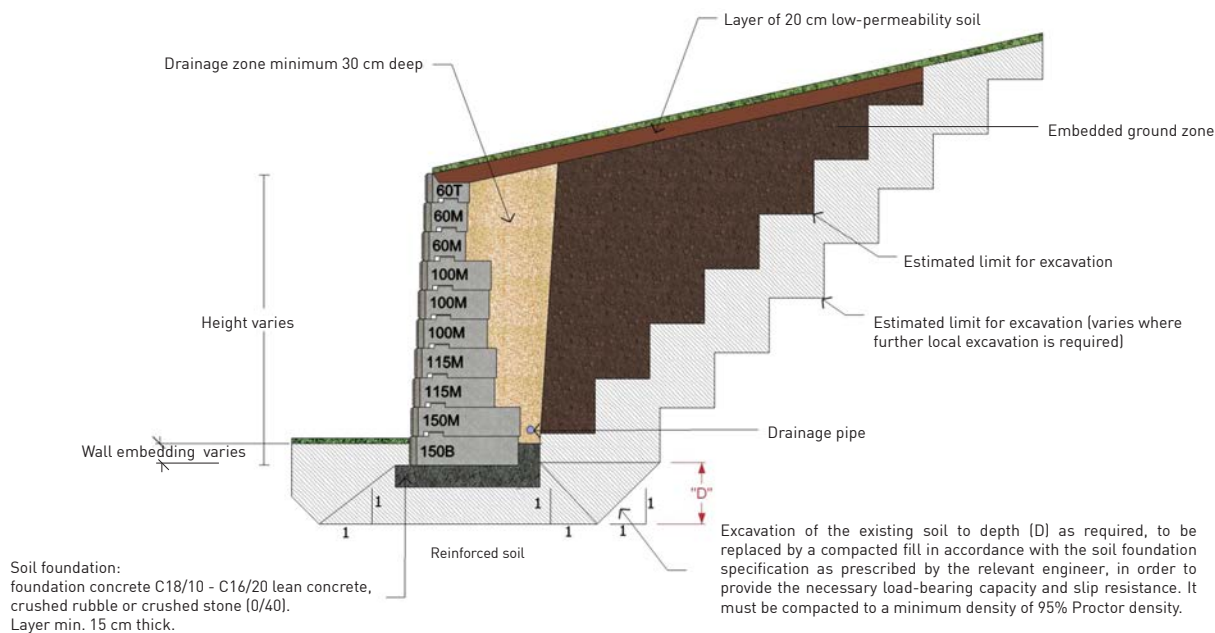 Layer of 20 cm low-permeability soil
Drainage zone minimum 30 cm deep
Embedded ground zone
60T
60M
60M
100M
100M
100M
115M
115M
150M
150B
Estimated limit for excavation
Height varies
Estimated limit for excavation (varies where
further local excavation is required)
Drainage pipe
Wall embedding varies
"D"
1
1
1
1
1
1
Reinforced soil
Soil foundation:
foundation concrete C18/10 - C16/20 lean concrete,
crushed rubble or crushed stone (0/40).
Layer min. 15 cm thick.
Excavation of the existing soil to depth (D) as required, to be
replaced by a compacted fill in accordance with the soil foundation
specification as prescribed by the relevant engineer, in order to
provide the necessary load-bearing capacity and slip resistance. It
must be compacted to a minimum density of 95% Proctor density.